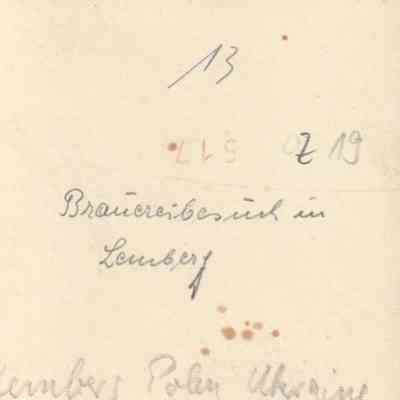 13
Z 19
Brauereibesuch in
Lemberg
Lemberg Polen Ukraine